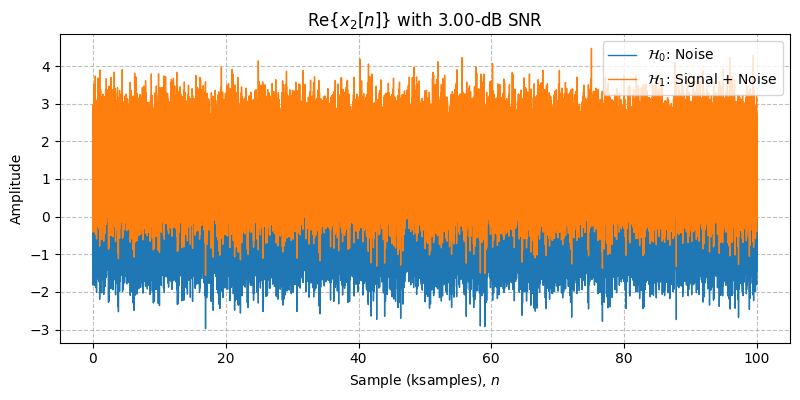 Re{x₂[n]} with 3.00-dB SNR
ℋ₀: Noise
ℋ₁: Signal + Noise
Amplitude
4
3
2
1
0
−1
−2
−3
0 20 40 60 80 100
Sample (ksamples), n